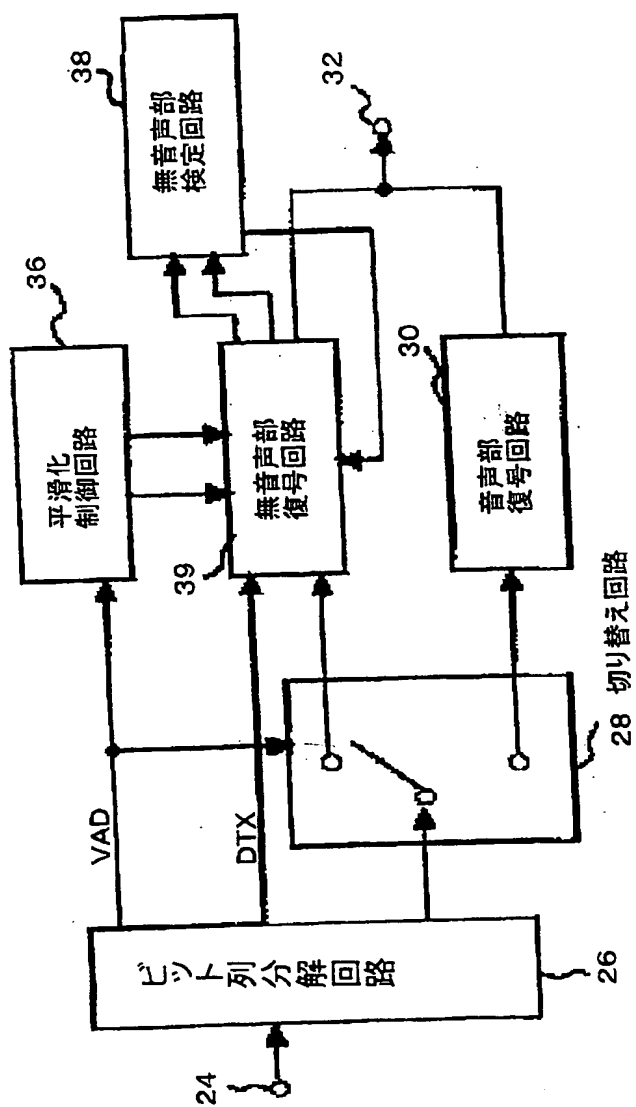 24
ビット列分解回路
26
VAD
DTX
28 切り替え回路
平滑化
制御回路
36
39
無音声部
復号回路
音声部
復号回路
30
無音声部
検定回路
38
32